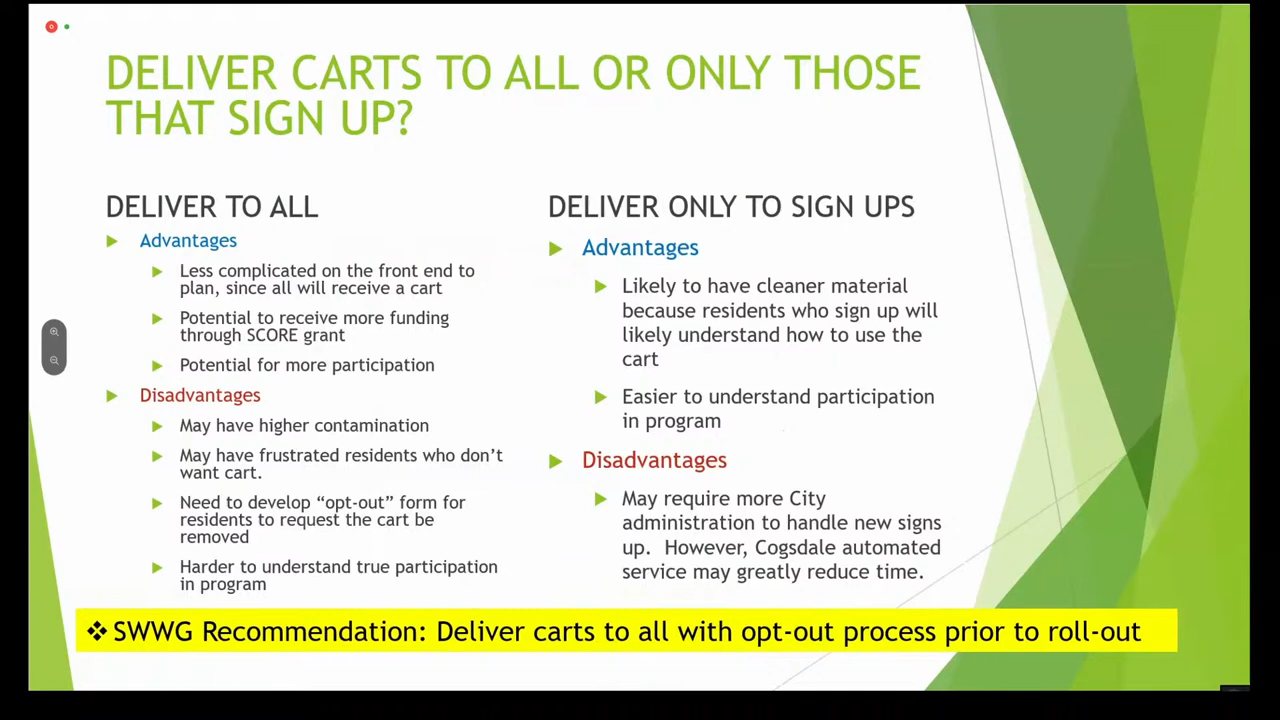 DELIVER CARTS TO ALL OR ONLY THOSE
THAT SIGN UP?
DELIVER TO ALL
Advantages
Less complicated on the front end to
plan, since all will receive a cart
Potential to receive more funding
through SCORE grant
Potential for more participation
Disadvantages
May have higher contamination
May have frustrated residents who don’t
want cart.
Need to develop “opt-out” form for
residents to request the cart be
removed
Harder to understand true participation
in program
DELIVER ONLY TO SIGN UPS
Advantages
Likely to have cleaner material
because residents who sign up will
likely understand how to use the
cart
Easier to understand participation
in program
Disadvantages
May require more City
administration to handle new signs
up.  However, Cogsdale automated
service may greatly reduce time.
❖ SWWG Recommendation: Deliver carts to all with opt-out process prior to roll-out